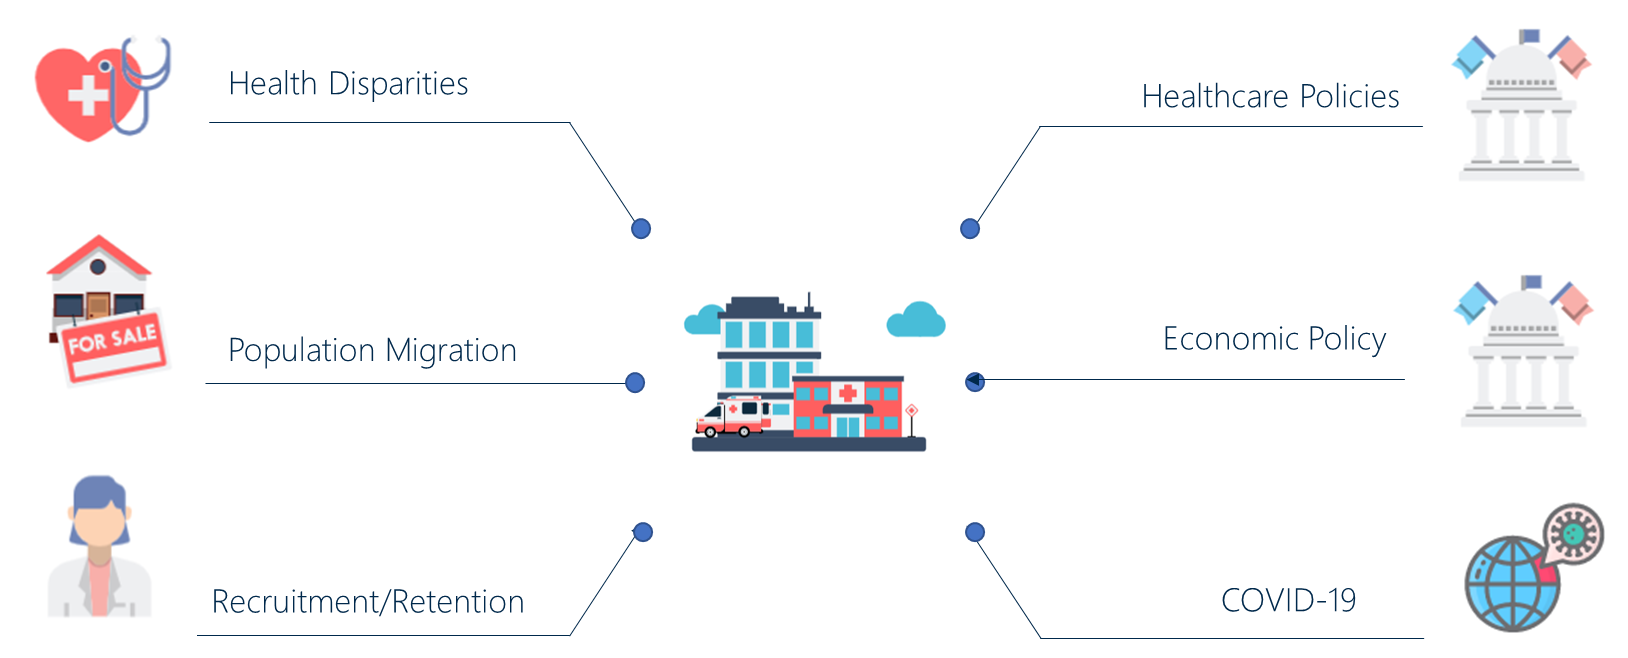 Health Disparities
Healthcare Policies
FOR SALE
Population Migration
Economic Policy
Recruitment/Retention
COVID-19